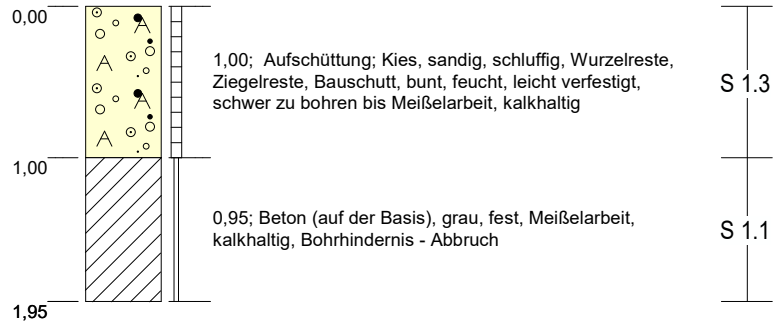 0,00
1,00; Aufschüttung; Kies, sandig, schluffig, Wurzelreste,
Ziegelreste, Bauschutt, bunt, feucht, leicht verfestigt,
schwer zu bohren bis Meißelarbeit, kalkhaltig
S 1.3
1,00
0,95; Beton (auf der Basis), grau, fest, Meißelarbeit,
kalkhaltig, Bohrhindernis - Abbruch
S 1.1
1,95